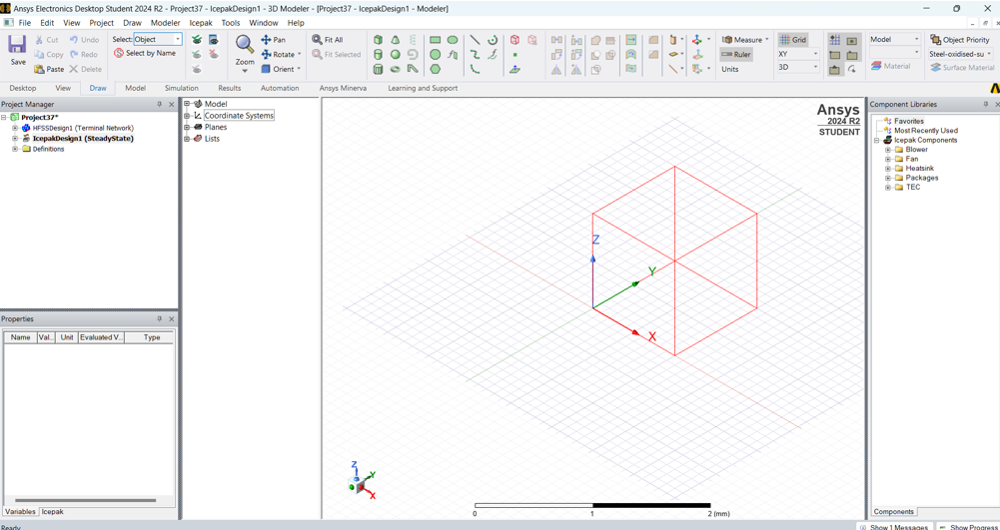 Ansys Electronics Desktop Student 2024 R2 - Project37 - IcepakDesign1 - 3D Modeler - [Project37 - IcepakDesign1 - Modeler]
File Edit View Project Draw Modeler Icepak Tools Window Help
Save
Cut
Copy
Paste
Undo
Redo
Delete
Select: Object
Select by Name
Zoom
Pan
Rotate
Orient
Fit All
Fit Selected
Measure
Ruler
Units
Grid
XY
3D
Model
Material
Object Priority
Steel-oxidised-su
Surface Material
Desktop View Draw Model Simulation Results Automation Ansys Minerva Learning and Support
Project Manager
Project37*
HFSSDesign1 (Terminal Network)
IcepakDesign1 (SteadyState)
Definitions
Properties
Name Val... Unit Evaluated V... Type
Variables Icepak
Model
Coordinate Systems
Planes
Lists
Ansys
2024 R2
STUDENT
Z
Y
X
Z
Y
X
0 1 2 (mm)
Component Libraries
Favorites
Most Recently Used
Icepak Components
Blower
Fan
Heatsink
Packages
TEC
Components
Ready
Show 1 Messages Show Progress